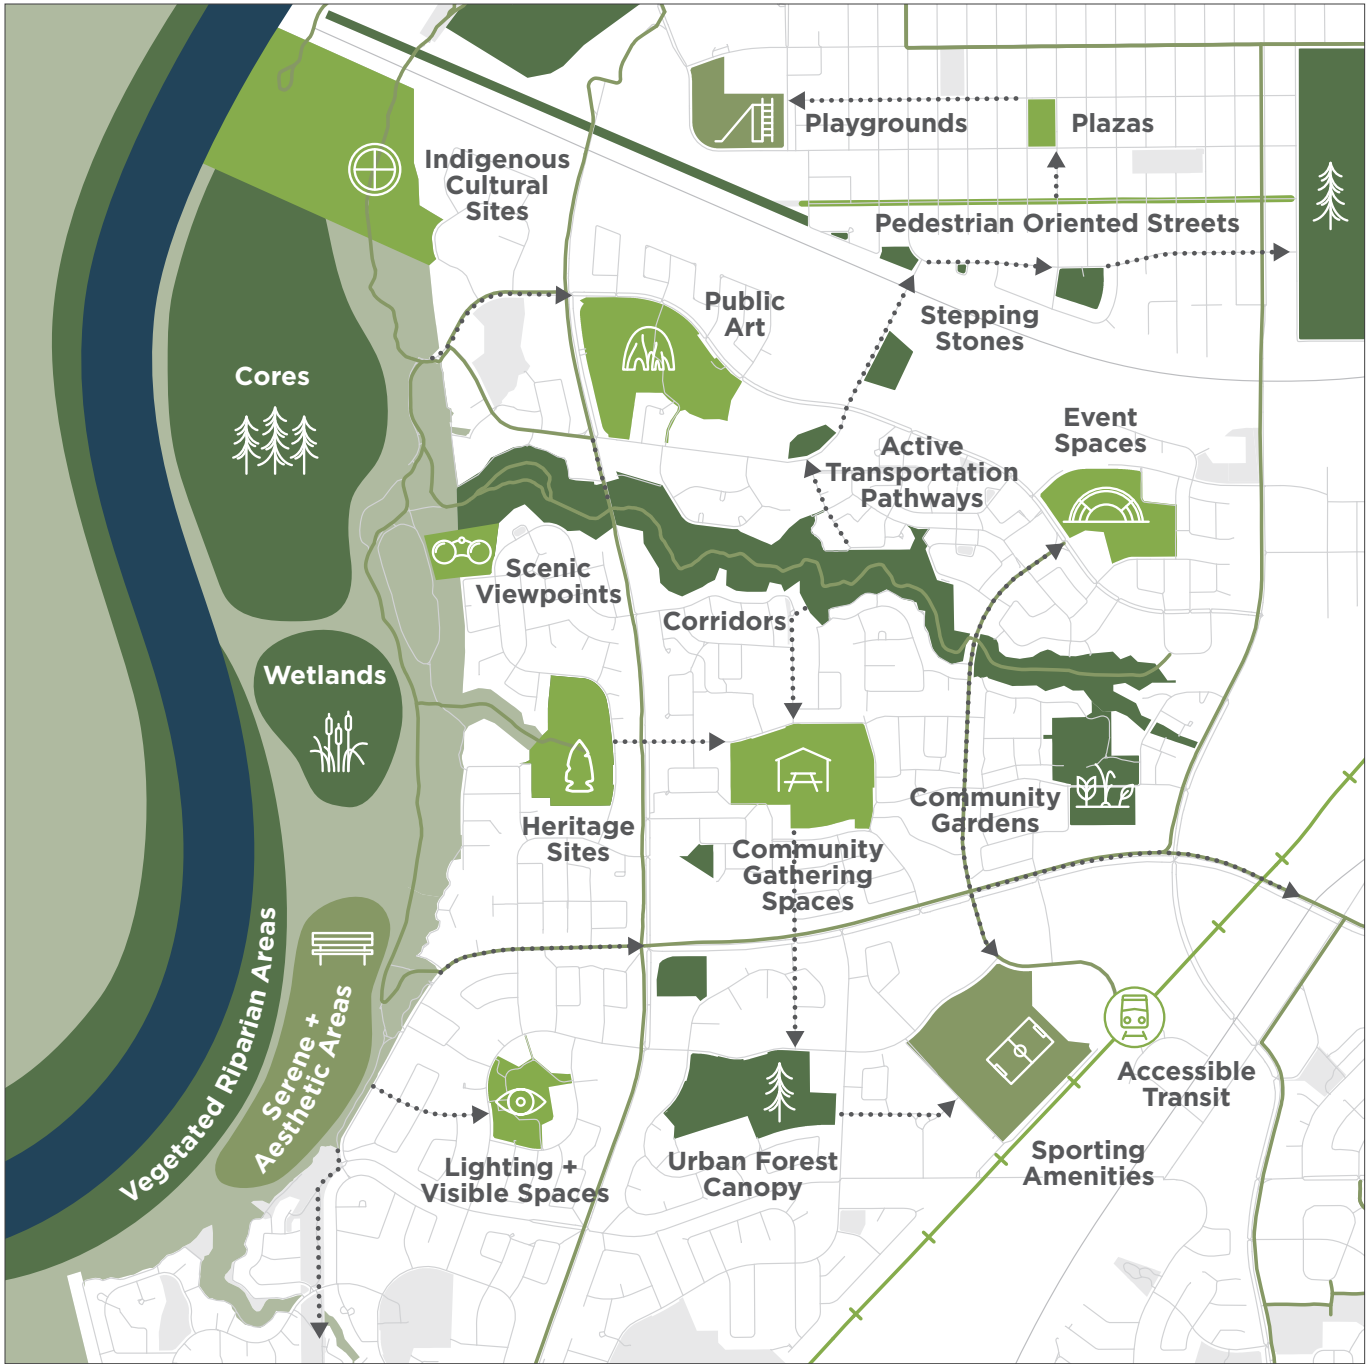 Playgrounds
Plazas
Indigenous
Cultural
Sites
Pedestrian Oriented Streets
Public
Art
Stepping
Stones
Cores
Event
Spaces
Active
Transportation
Pathways
Scenic
Viewpoints
Corridors
Wetlands
Heritage
Sites
Community
Gardens
Community
Gathering
Spaces
Vegetated Riparian Areas
Serene +
Aesthetic Areas
Accessible
Transit
Lighting +
Visible Spaces
Urban Forest
Canopy
Sporting
Amenities